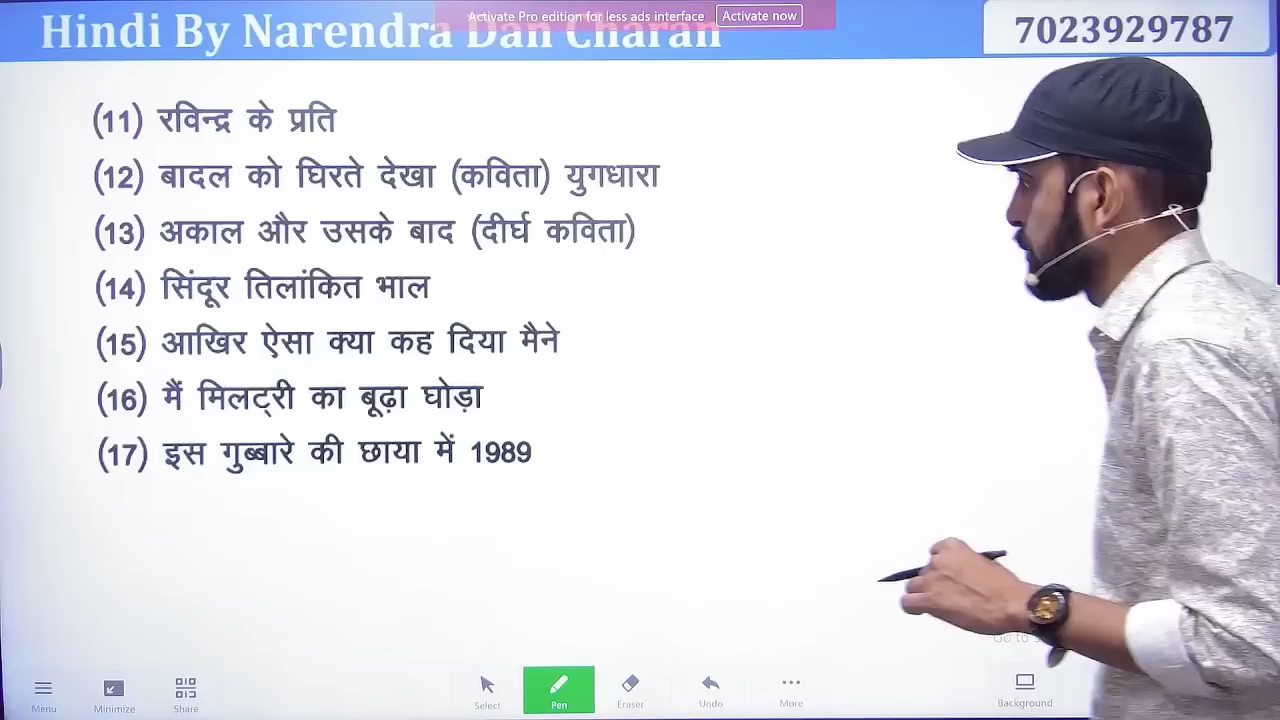 Hindi By Narendra Dan Charan
Activate Pro edition for less ads interface Activate now
7023929787
(11) रविन्द्र के प्रति
(12) बादल को घिरते देखा (कविता) युगधारा
(13) अकाल और उसके बाद (दीर्घ कविता)
(14) सिंदूर तिलांकित भाल
(15) आखिर ऐसा क्या कह दिया मैने
(16) मैं मिलट्री का बूढ़ा घोड़ा
(17) इस गुब्बारे की छाया में 1989
Go to
Menu Minimize Share Select Pen Eraser Undo More Background